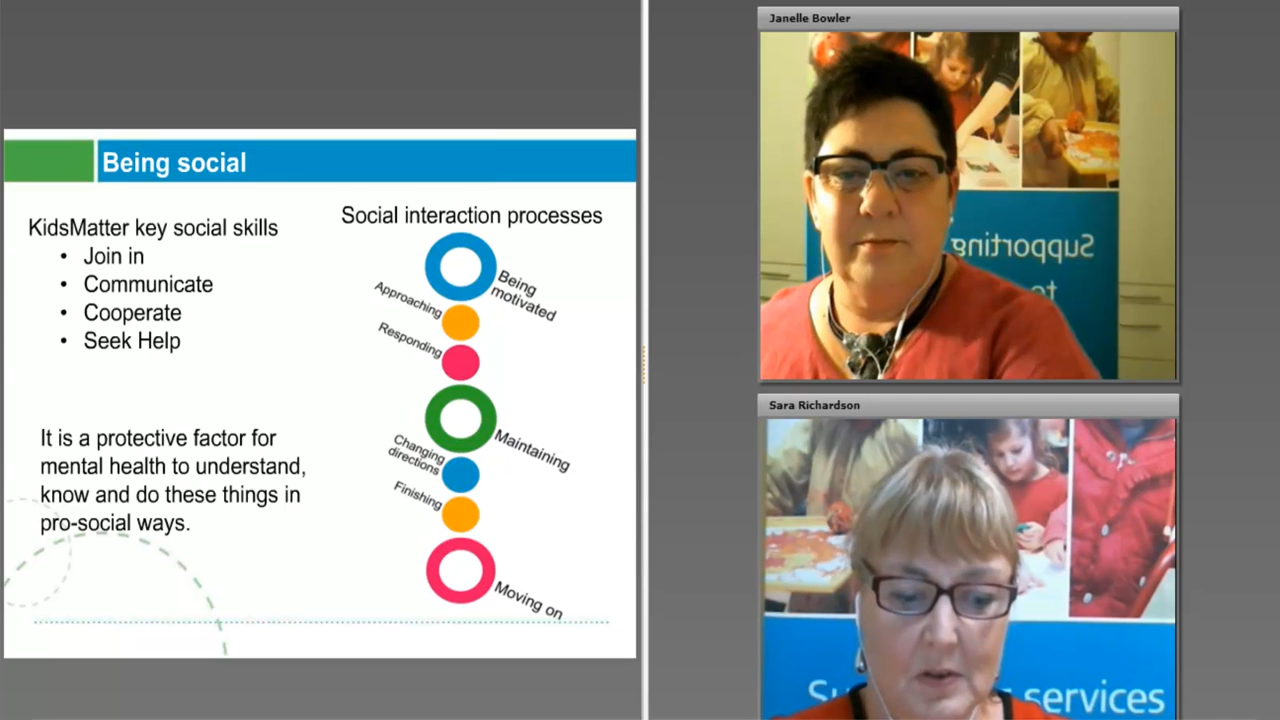 Being social
KidsMatter key social skills
• Join in
• Communicate
• Cooperate
• Seek Help
It is a protective factor for
mental health to understand,
know and do these things in
pro-social ways.
Social interaction processes
Being
motivated
Approaching
Responding
Maintaining
Changing
directions
Finishing
Moving on
Janelle Bowler
Supporting
to
Sara Richardson
services